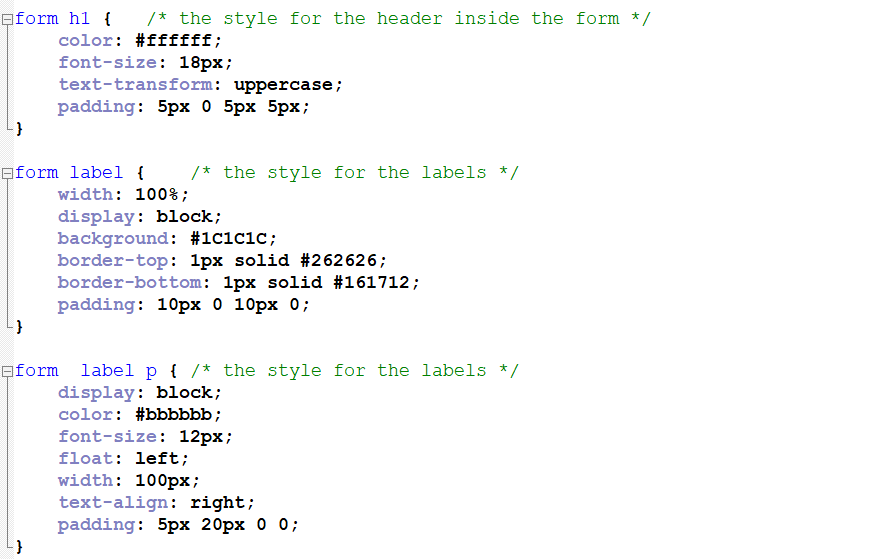 form h1 {   /* the style for the header inside the form */
    color: #ffffff;
    font-size: 18px;
    text-transform: uppercase;
    padding: 5px 0 5px 5px;
}

form label {    /* the style for the labels */
    width: 100%;
    display: block;
    background: #1C1C1C;
    border-top: 1px solid #262626;
    border-bottom: 1px solid #161712;
    padding: 10px 0 10px 0;
}

form  label p { /* the style for the labels */
    display: block;
    color: #bbbbbb;
    font-size: 12px;
    float: left;
    width: 100px;
    text-align: right;
    padding: 5px 20px 0 0;
}